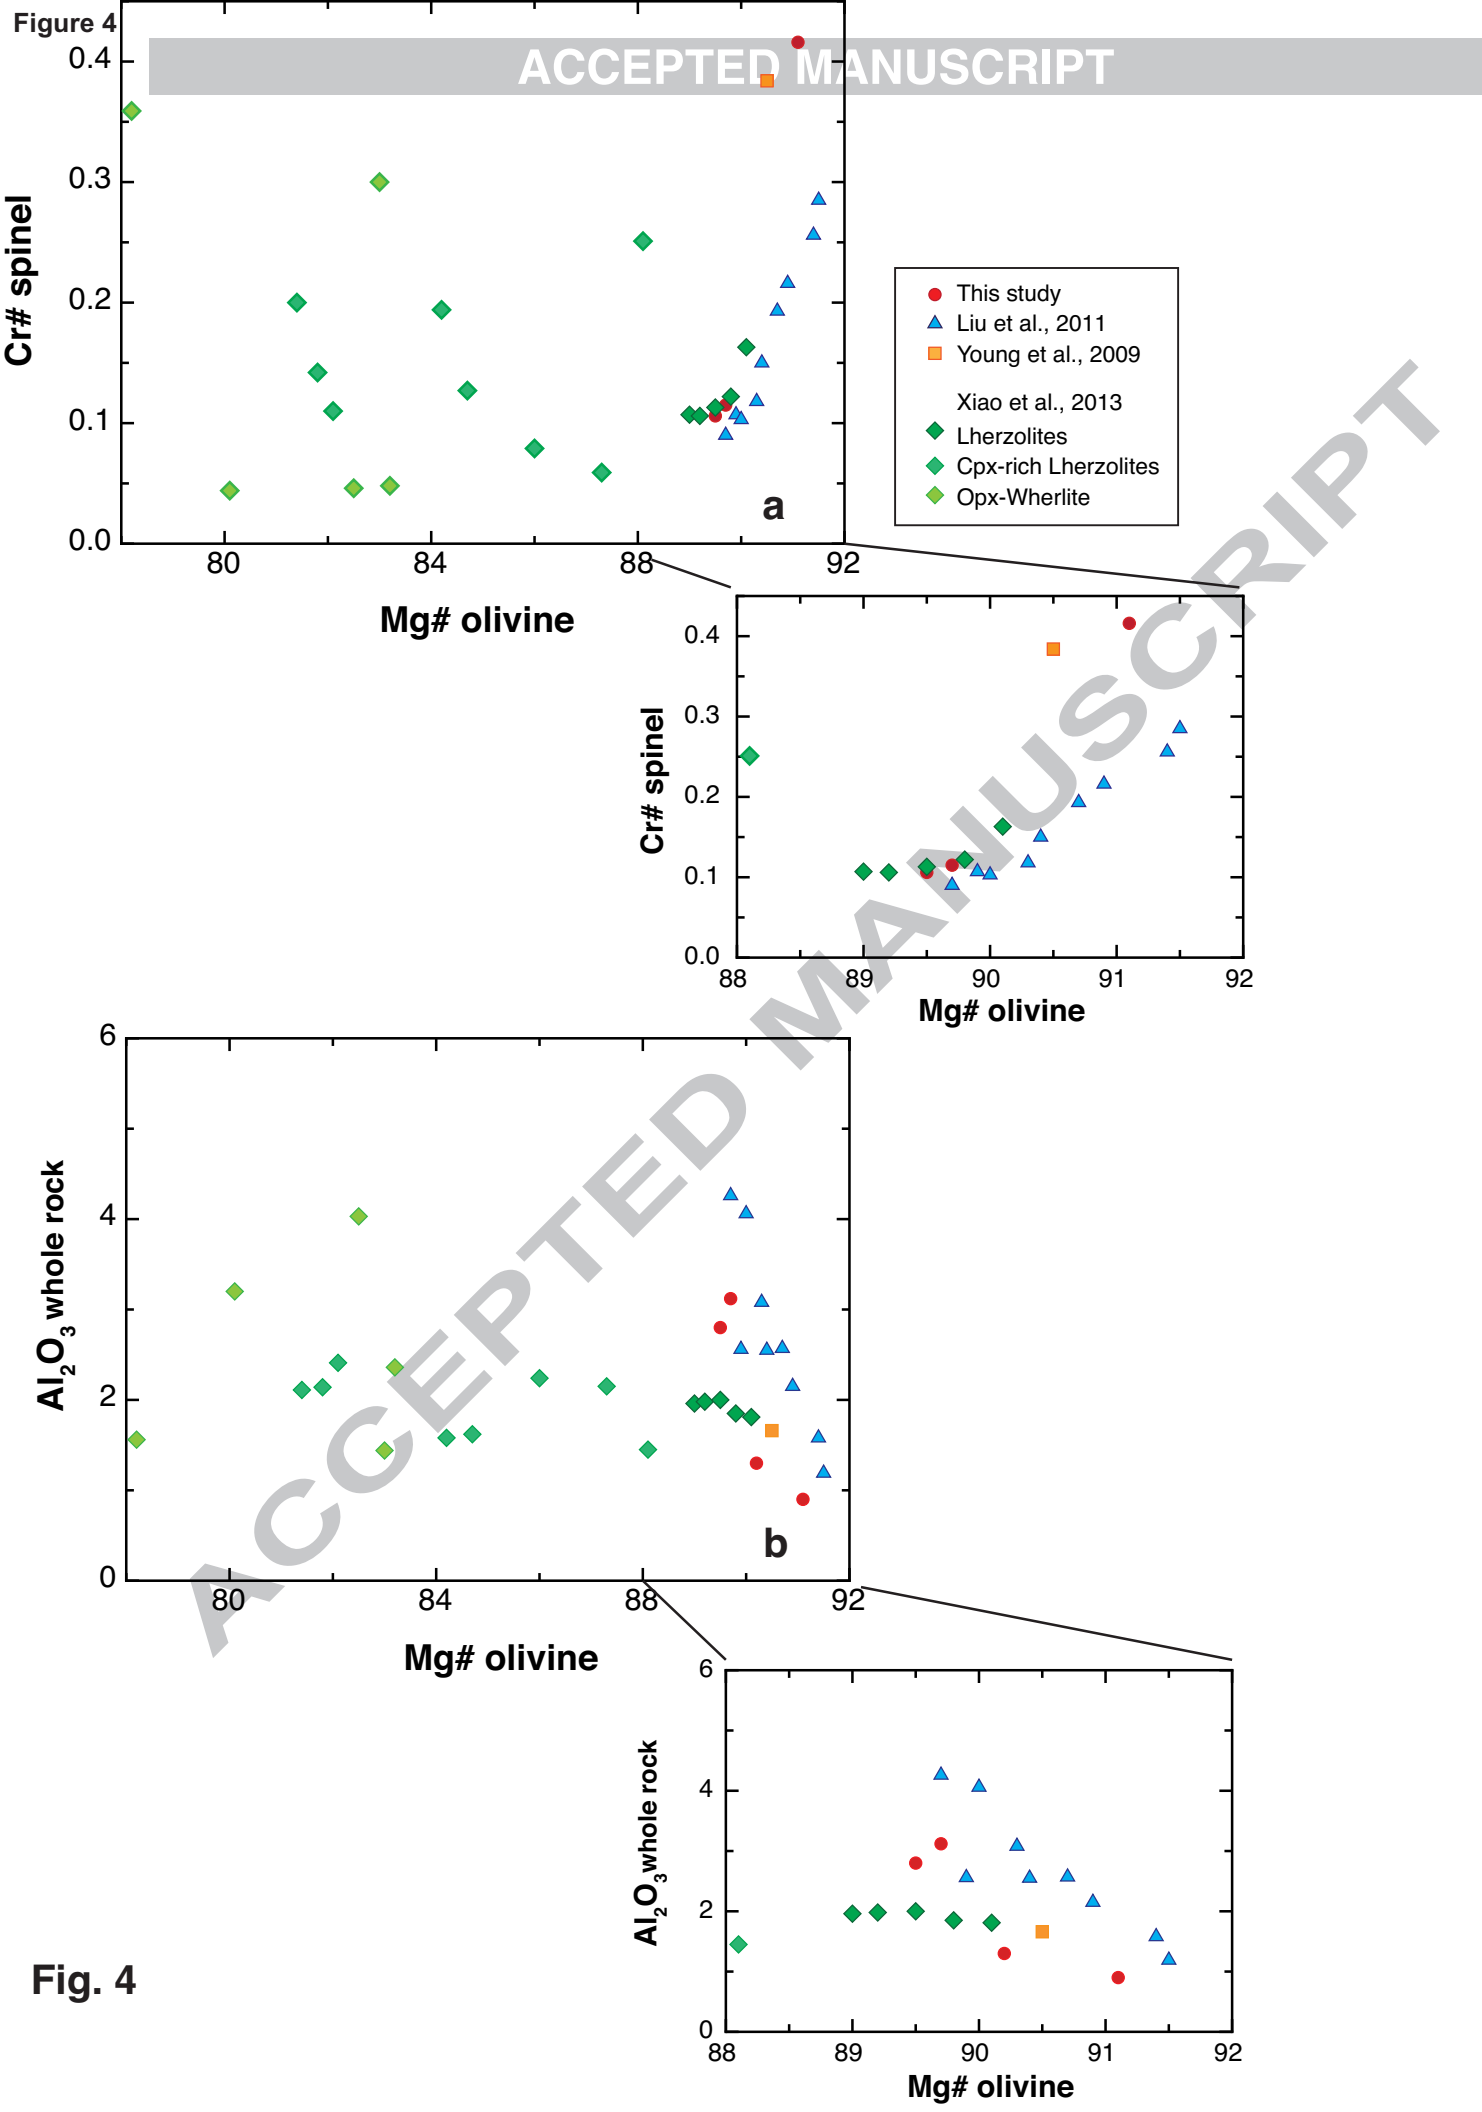 Figure 4
ACCEPTED MANUSCRIPT
0.4
0.3
0.2
0.1
0.0
Cr# spinel
a
80 84 88 92
Mg# olivine
This study
Liu et al., 2011
Young et al., 2009
Xiao et al., 2013
Lherzolites
Cpx-rich Lherzolites
Opx-Wherlite
0.4
0.3
0.2
0.1
0.0
Cr# spinel
88 89 90 91 92
Mg# olivine
ACCEPTED MANUSCRIPT
6
4
2
0
Al₂O₃ whole rock
b
80 84 88 92
Mg# olivine
6
4
2
0
Al₂O₃ whole rock
88 89 90 91 92
Mg# olivine
Fig. 4